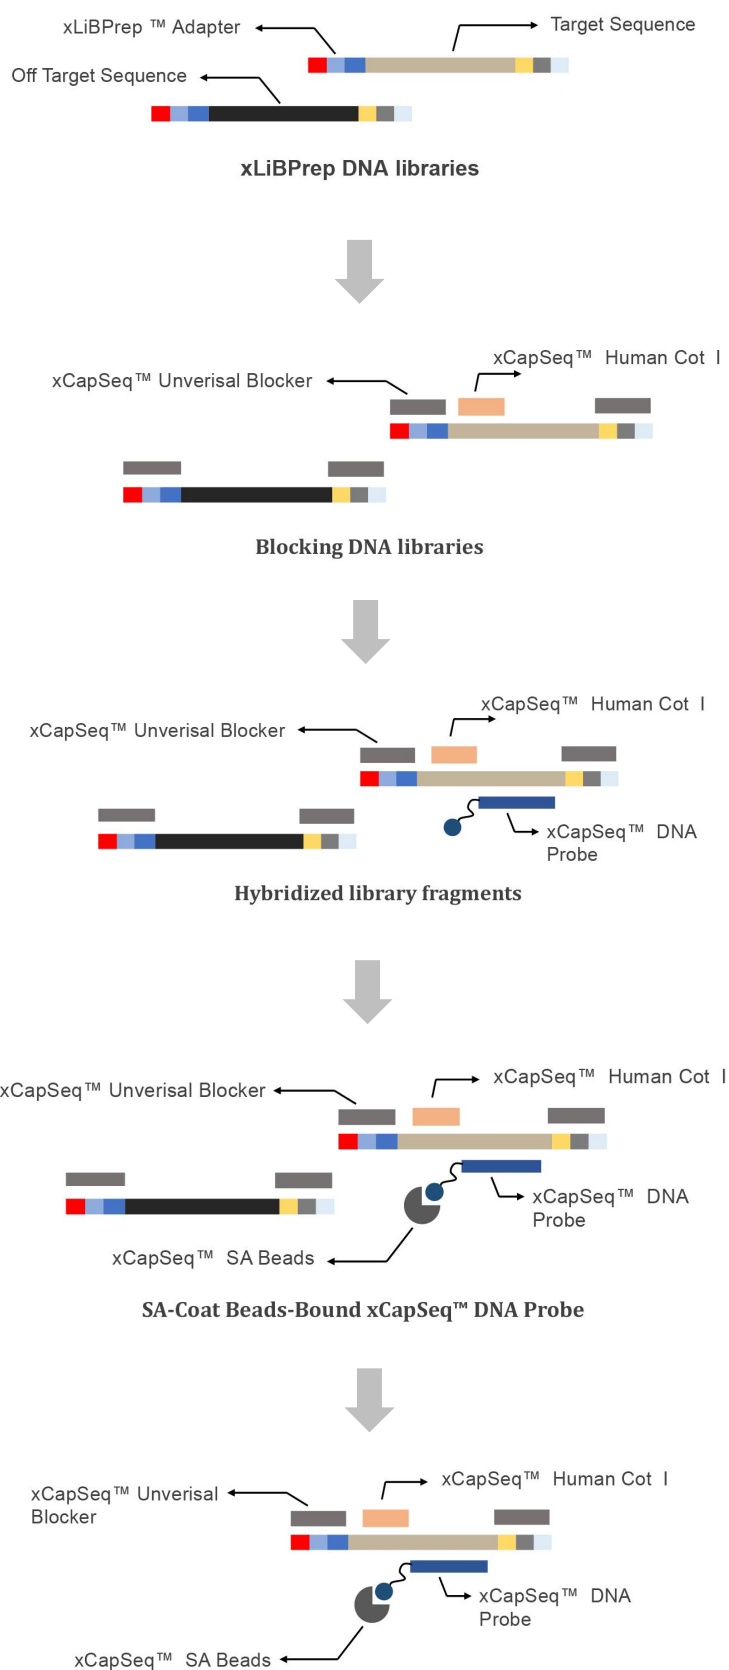 xLiBPrep ™ Adapter
Target Sequence
Off Target Sequence
xLiBPrep DNA libraries
xCapSeq™ Human Cot I
xCapSeq™ Unverisal Blocker
Blocking DNA libraries
xCapSeq™ Human Cot I
xCapSeq™ Unverisal Blocker
xCapSeq™ DNA
Probe
Hybridized library fragments
xCapSeq™ Human Cot I
xCapSeq™ Unverisal Blocker
xCapSeq™ DNA
Probe
xCapSeq™ SA Beads
SA-Coat Beads-Bound xCapSeq™ DNA Probe
xCapSeq™ Human Cot I
xCapSeq™ Unverisal
Blocker
xCapSeq™ DNA
Probe
xCapSeq™ SA Beads